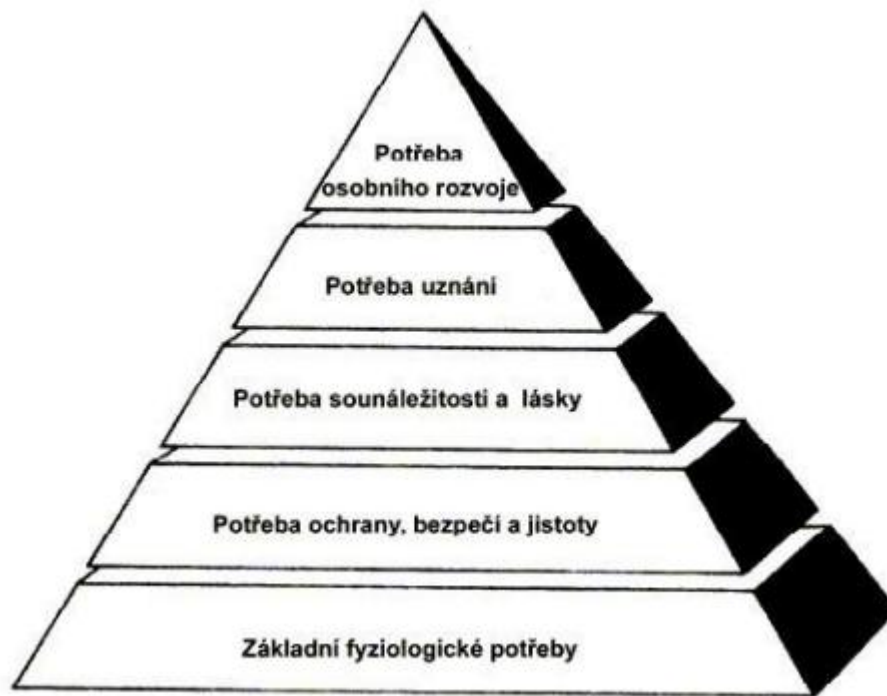 Potřeba
osobního rozvoje
Potřeba uznání
Potřeba sounáležitosti a lásky
Potřeba ochrany, bezpečí a jistoty
Základní fyziologické potřeby